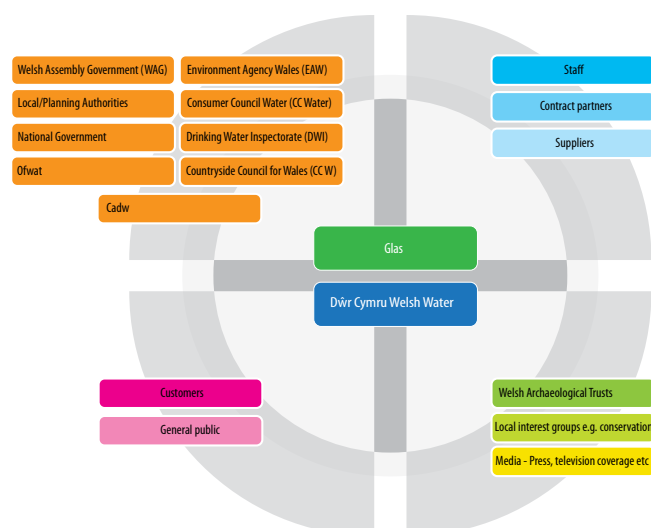 Welsh Assembly Government (WAG)
Environment Agency Wales (EAW)
Local/Planning Authorities
Consumer Council Water (CC Water)
National Government
Drinking Water Inspectorate (DWI)
Ofwat
Countryside Council for Wales (CC W)
Cadw
Staff
Contract partners
Suppliers
Glas
Dŵr Cymru Welsh Water
Customers
General public
Welsh Archaeological Trusts
Local interest groups e.g. conservation
Media - Press, television coverage etc